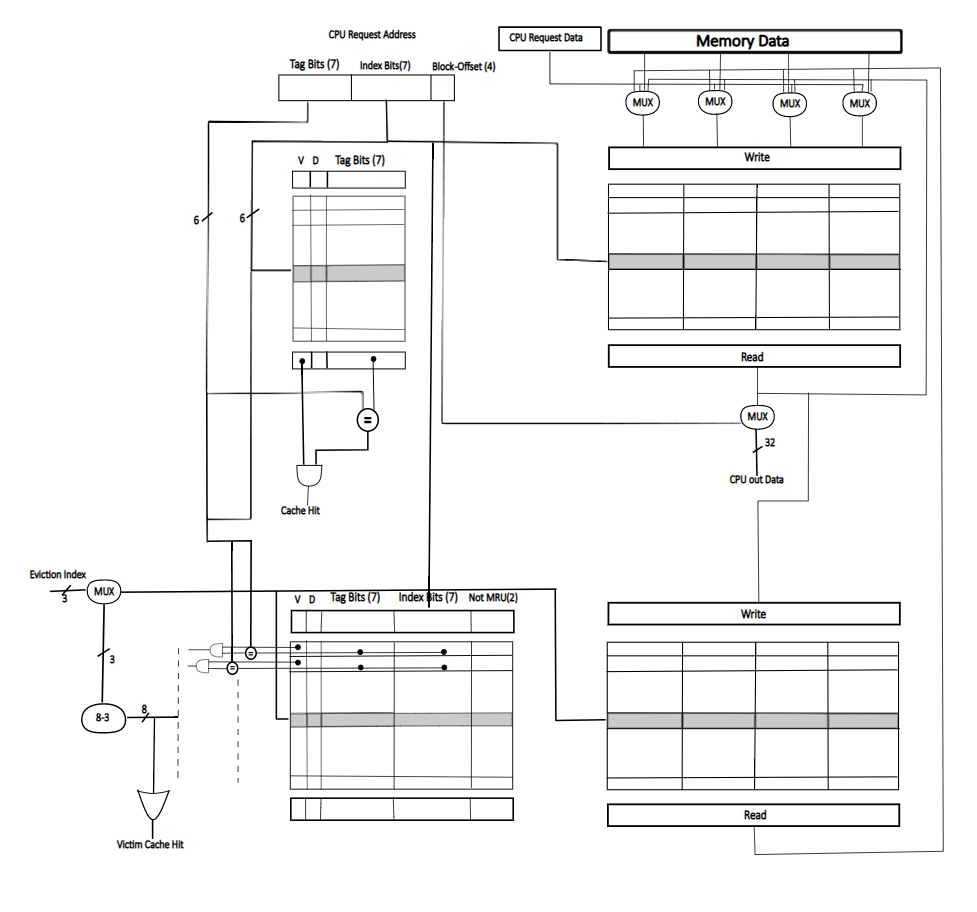 CPU Request Address
CPU Request Data
Memory Data
Tag Bits (7)
Index Bits(7)
Block-Offset (4)
MUX
MUX
MUX
MUX
V D Tag Bits (7)
Write
6
6
Read
=
MUX
32
CPU out Data
Cache Hit
Eviction Index
3
MUX
V D Tag Bits (7) Index Bits (7) Not MRU(2)
Write
3
=
=
8-3
8
Read
Victim Cache Hit